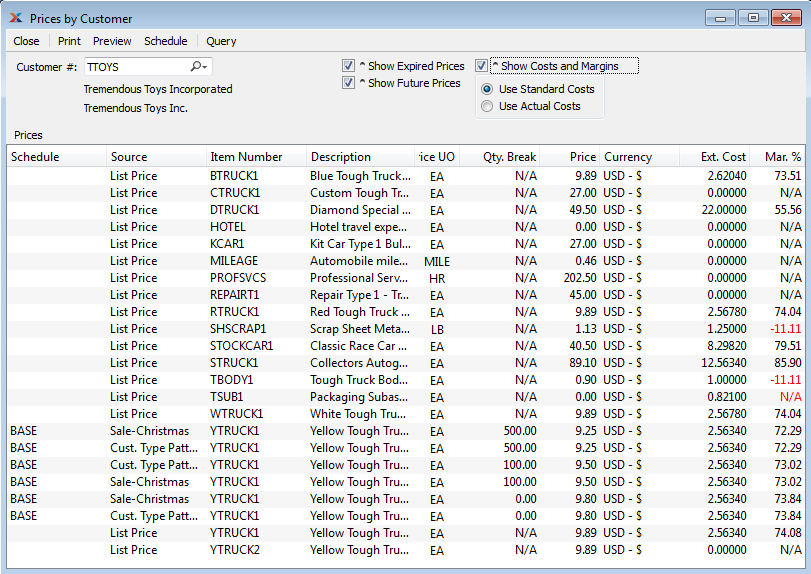 Prices by Customer
Close Print Preview Schedule Query
Customer #: TTOYS ^ Show Expired Prices ^ Show Costs and Margins
^ Show Future Prices
Tremendous Toys Incorporated Use Standard Costs
Tremendous Toys Inc. Use Actual Costs
Prices
Schedule Source Item Number Description ice UO Qty. Break Price Currency Ext. Cost Mar. %
List Price BTRUCK1 Blue Tough Truck... EA N/A 9.89 USD - $ 2.62040 73.51
List Price CTRUCK1 Custom Tough Tr... EA N/A 27.00 USD - $ 0.00000 N/A
List Price DTRUCK1 Diamond Special ... EA N/A 49.50 USD - $ 22.00000 55.56
List Price HOTEL Hotel travel expe... EA N/A 0.00 USD - $ 0.00000 N/A
List Price KCAR1 Kit Car Type 1 Bul... EA N/A 27.00 USD - $ 0.00000 N/A
List Price MILEAGE Automobile mile... MILE N/A 0.46 USD - $ 0.00000 N/A
List Price PROFSVCS Professional Serv... HR N/A 202.50 USD - $ 0.00000 N/A
List Price REPAIRT1 Repair Type 1 - Tr... EA N/A 45.00 USD - $ 0.00000 N/A
List Price RTRUCK1 Red Tough Truck ... EA N/A 9.89 USD - $ 2.56780 74.04
List Price SHSCRAP1 Scrap Sheet Meta... LB N/A 1.13 USD - $ 1.25000 -11.11
List Price STOCKCAR1 Classic Race Car ... EA N/A 40.50 USD - $ 8.29820 79.51
List Price STRUCK1 Collectors Autog... EA N/A 89.10 USD - $ 12.56340 85.90
List Price TBODY1 Tough Truck Bod... EA N/A 0.90 USD - $ 1.00000 -11.11
List Price TSUB1 Packaging Subas... EA N/A 0.00 USD - $ 0.82100 N/A
List Price WTRUCK1 White Tough Tru... EA N/A 9.89 USD - $ 2.56780 74.04
BASE Sale-Christmas YTRUCK1 Yellow Tough Tru... EA 500.00 9.25 USD - $ 2.56340 72.29
BASE Cust. Type Patt... YTRUCK1 Yellow Tough Tru... EA 500.00 9.25 USD - $ 2.56340 72.29
BASE Cust. Type Patt... YTRUCK1 Yellow Tough Tru... EA 100.00 9.50 USD - $ 2.56340 73.02
BASE Sale-Christmas YTRUCK1 Yellow Tough Tru... EA 100.00 9.50 USD - $ 2.56340 73.02
BASE Sale-Christmas YTRUCK1 Yellow Tough Tru... EA 0.00 9.80 USD - $ 2.56340 73.84
BASE Cust. Type Patt... YTRUCK1 Yellow Tough Tru... EA 0.00 9.80 USD - $ 2.56340 73.84
List Price YTRUCK1 Yellow Tough Tru... EA N/A 9.89 USD - $ 2.56340 74.08
List Price YTRUCK2 Yellow Tough Tru... EA N/A 9.89 USD - $ 0.00000 N/A